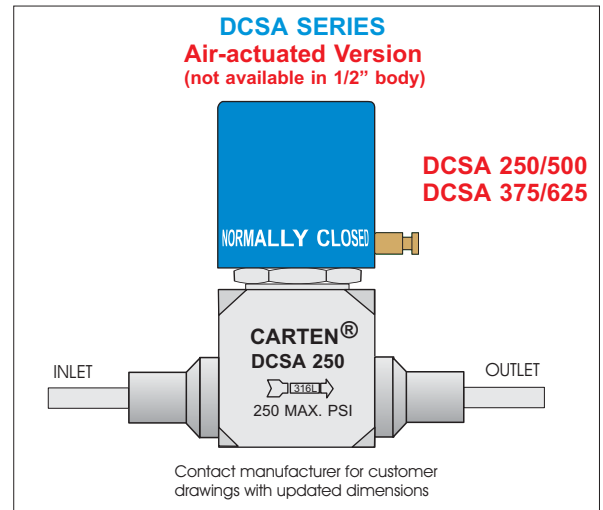 DCSA SERIES
Air-actuated Version
(not available in 1/2” body)
DCSA 250/500
DCSA 375/625
NORMALLY CLOSED
CARTEN®
DCSA 250
316L
250 MAX. PSI
INLET
OUTLET
Contact manufacturer for customer
drawings with updated dimensions